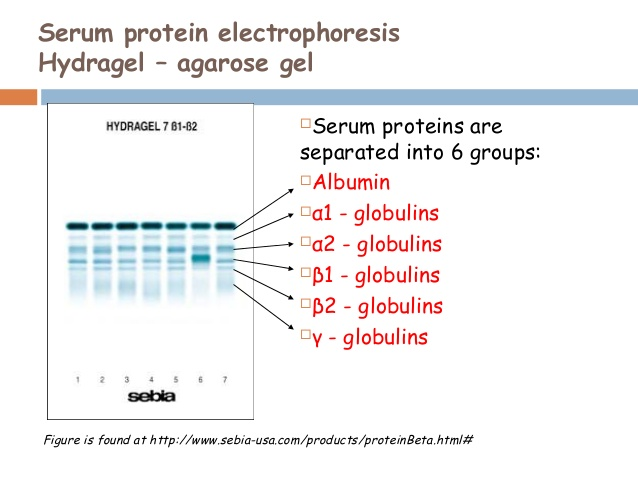 Serum protein electrophoresis
Hydragel – agarose gel
HYDRAGEL 7 ß1-ß2
1 2 3 4 5 6 7
sebia
Serum proteins are
separated into 6 groups:
Albumin
α1 - globulins
α2 - globulins
β1 - globulins
β2 - globulins
γ - globulins
Figure is found at http://www.sebia-usa.com/products/proteinBeta.html#